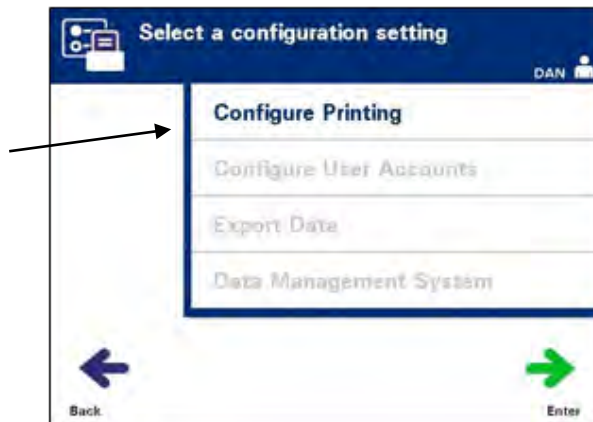 Select a configuration setting
DAN
Configure Printing
Configure User Accounts
Export Data
Data Management System
Back
Enter